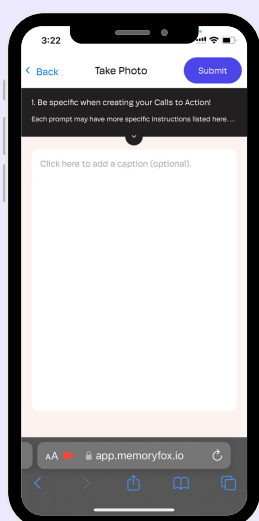 3:22
Back
Take Photo
Submit
1. Be specific when creating your Calls to Action!
Each prompt may have more specific instructions listed here. ...
Click here to add a caption (optional).
AA
app.memoryfox.io